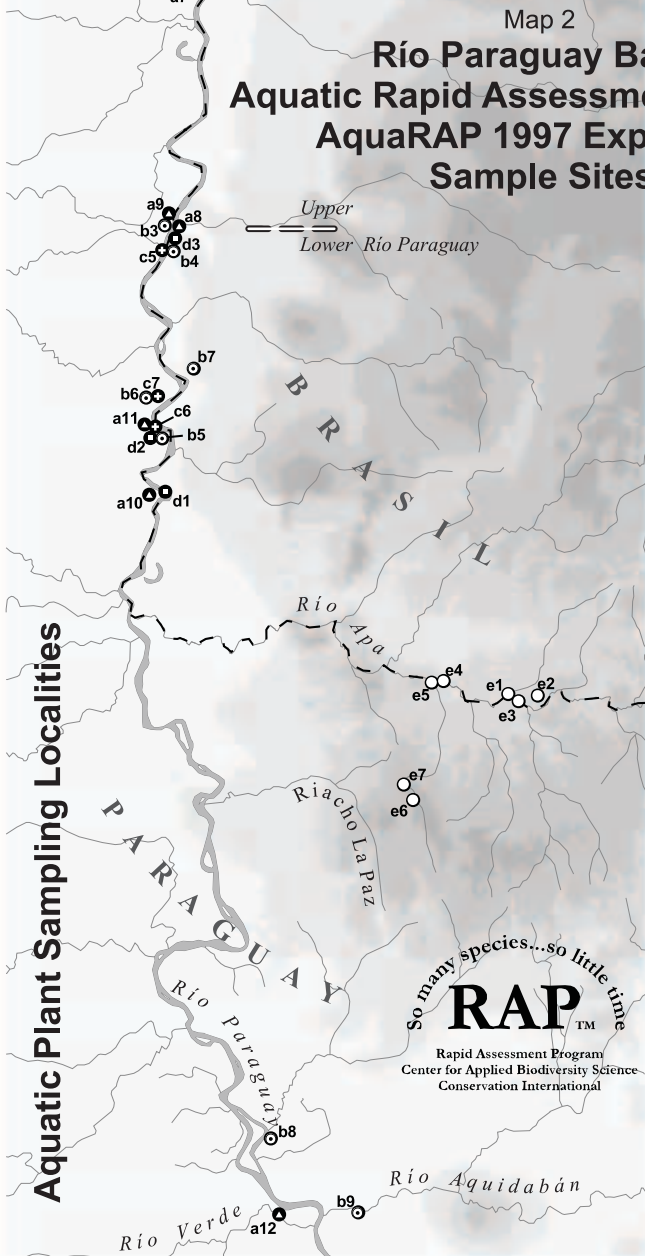 Map 2
Río Paraguay Ba
Aquatic Rapid Assessme
AquaRAP 1997 Exp
Sample Sites
a9
a8
b3
d3
c5
b4
Upper
Lower Río Paraguay
b7
c7
b6
c6
a11
d2
b5
a10
d1
BRASIL
Río Apa
e4
e5
e1
e2
e3
e7
e6
Riacho La Paz
PARAGUAY
Río Paraguay
Aquatic Plant Sampling Localities
So many species...so little time
RAP TM
Rapid Assessment Program
Center for Applied Biodiversity Science
Conservation International
b8
b9
Río Aquidabán
a12
Río Verde